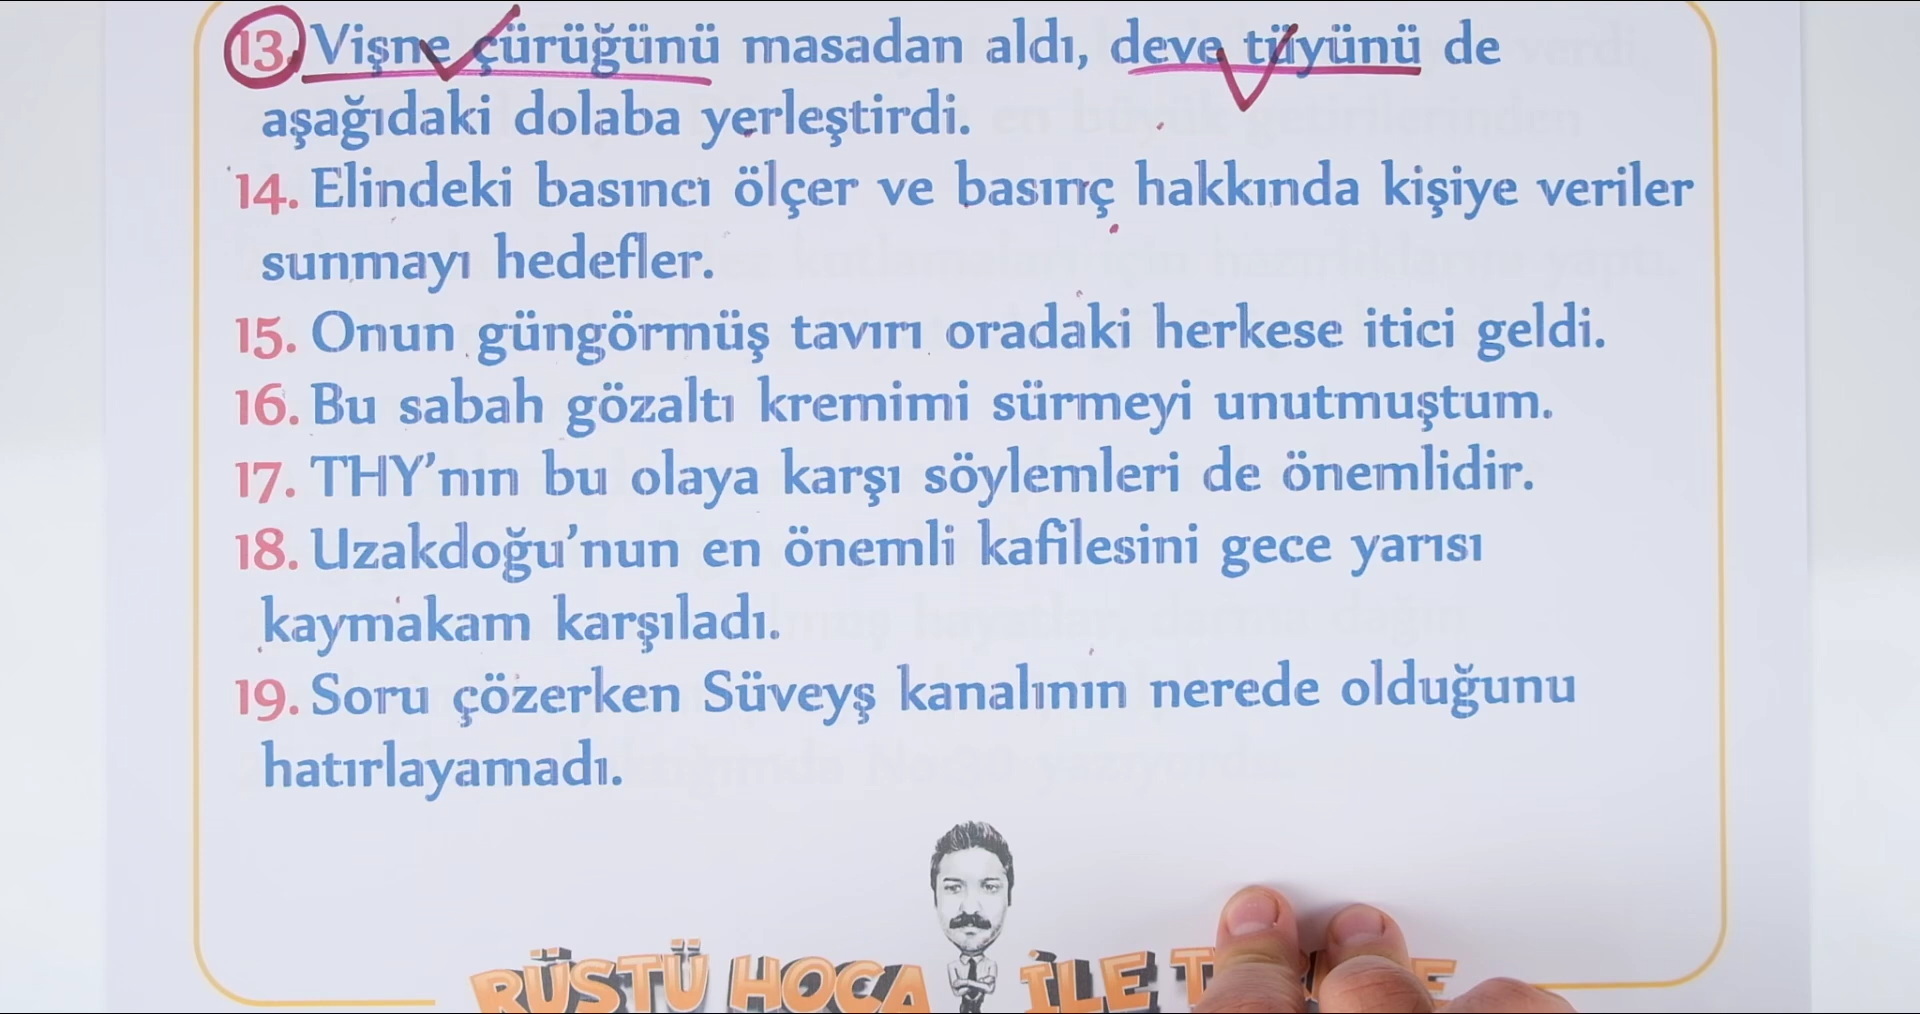 13. Vişne çürüğünü masadan aldı, deve tüyünü de
aşağıdaki dolaba yerleştirdi.
14. Elindeki basıncı ölçer ve basınç hakkında kişiye veriler
sunmayı hedefler.
15. Onun güngörmüş tavırı oradaki herkese itici geldi.
16. Bu sabah gözaltı kremimi sürmeyi unutmuştum.
17. THY’nın bu olaya karşı söylemleri de önemlidir.
18. Uzakdoğu’nun en önemli kafilesini gece yarısı
kaymakam karşıladı.
19. Soru çözerken Süveyş kanalının nerede olduğunu
hatırlayamadı.
RÜSTÜ HOCA İLE